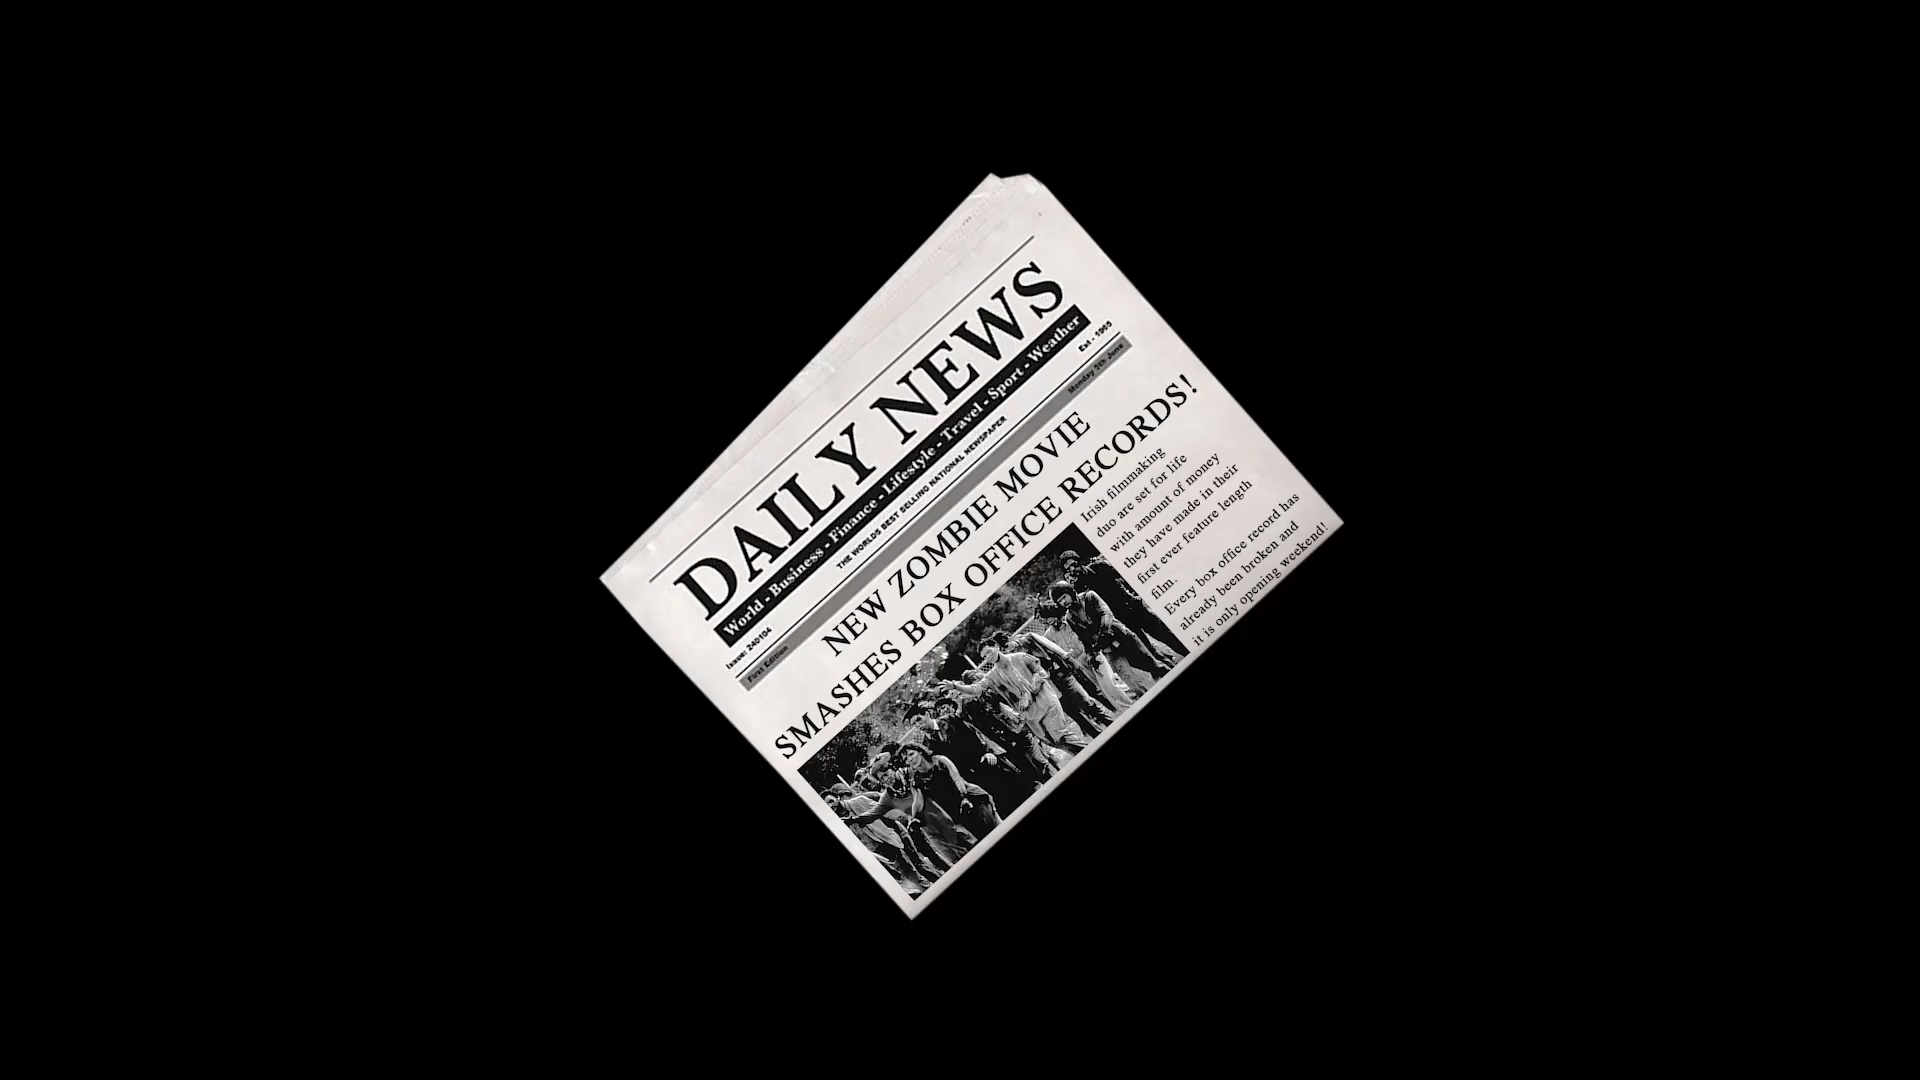 DAILY NEWS
World - Business - Finance - Lifestyle - Travel - Sport - Weather
THE WORLDS BEST SELLING NATIONAL NEWSPAPER
Issue: 240104
Est - 1965
First Edition
Monday 5th June
NEW ZOMBIE MOVIE
SMASHES BOX OFFICE RECORDS!
Irish filmmaking
duo are set for life
with amount of money
they have made in their
first ever feature length
film.
Every box office record has
already been broken and
it is only opening weekend!